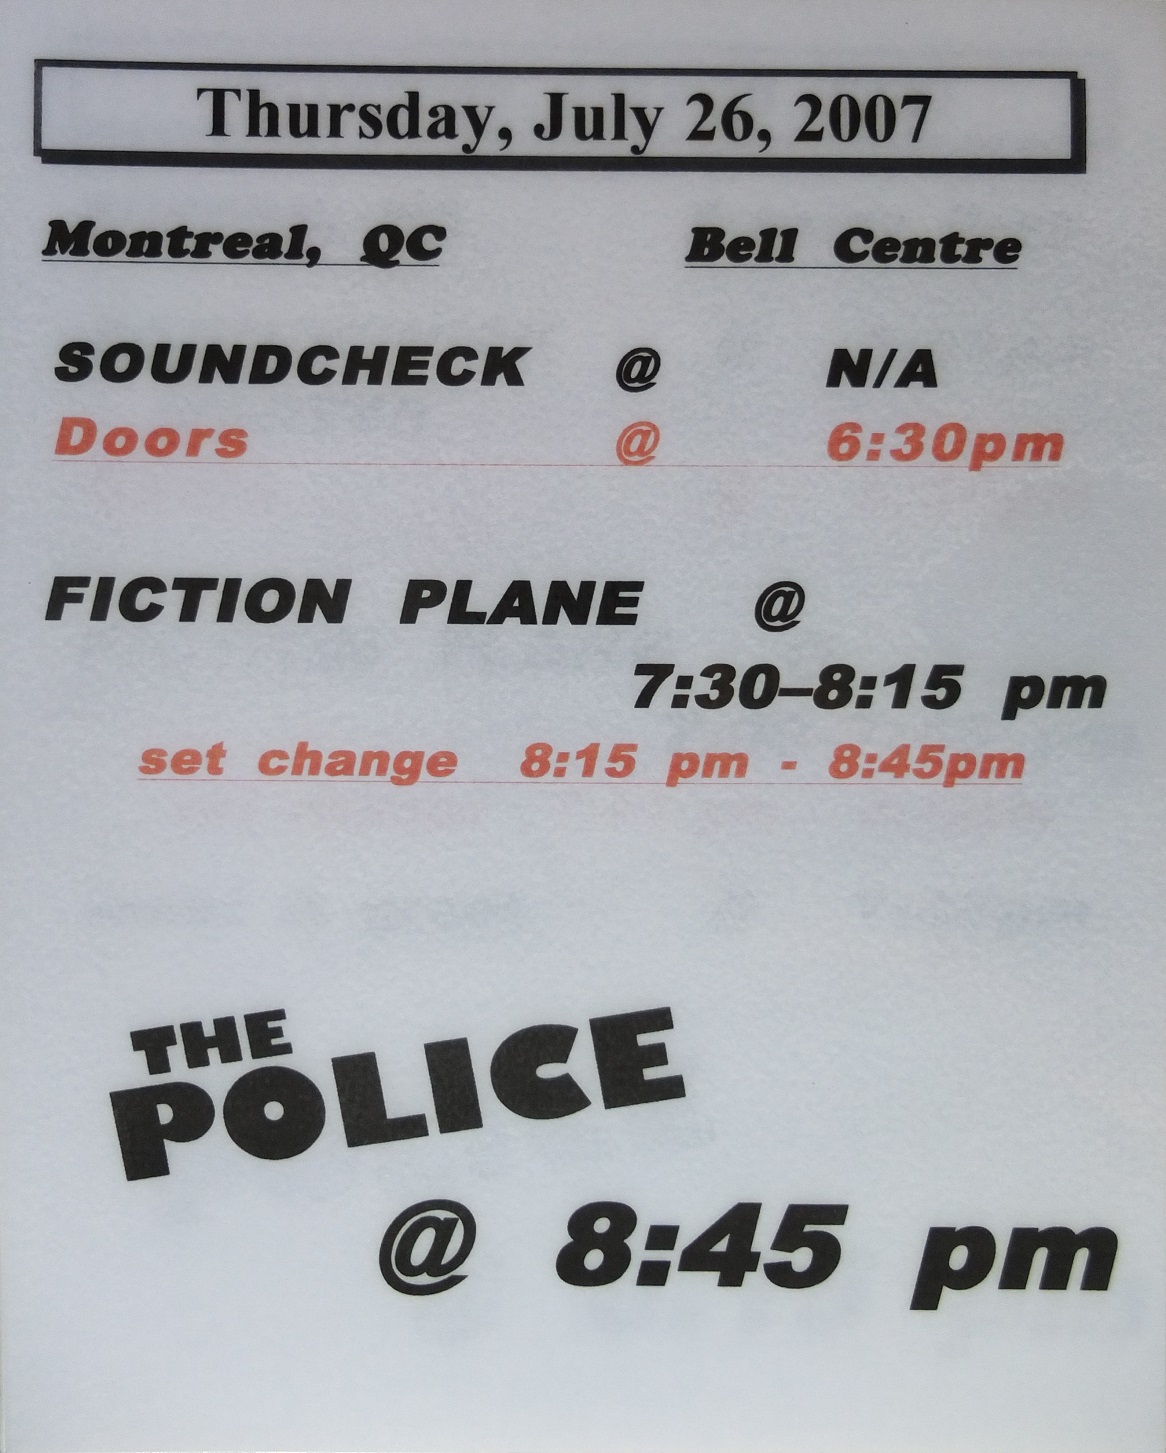 Thursday, July 26, 2007
Montreal, QC Bell Centre
SOUNDCHECK @ N/A
Doors @ 6:30pm
FICTION PLANE @
7:30–8:15 pm
set change 8:15 pm - 8:45pm
THE
POLICE
@ 8:45 pm